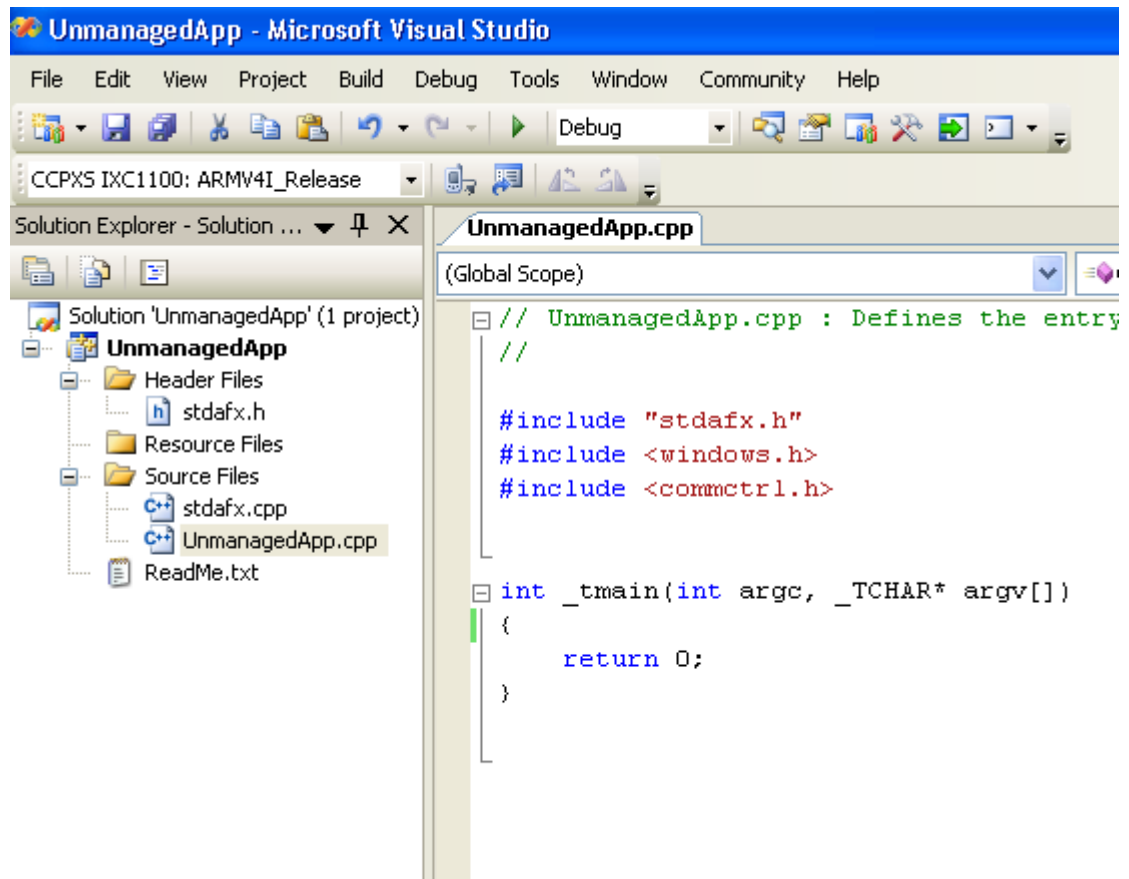 UnmanagedApp - Microsoft Visual Studio
File Edit View Project Build Debug Tools Window Community Help
Debug
CCPXS IXC1100: ARMV4I_Release
Solution Explorer - Solution ...
UnmanagedApp.cpp
(Global Scope)
Solution 'UnmanagedApp' (1 project)
UnmanagedApp
Header Files
stdafx.h
Resource Files
Source Files
stdafx.cpp
UnmanagedApp.cpp
ReadMe.txt
// UnmanagedApp.cpp : Defines the entry
//
#include "stdafx.h"
#include <windows.h>
#include <commctrl.h>
int _tmain(int argc, _TCHAR* argv[])
{
return 0;
}